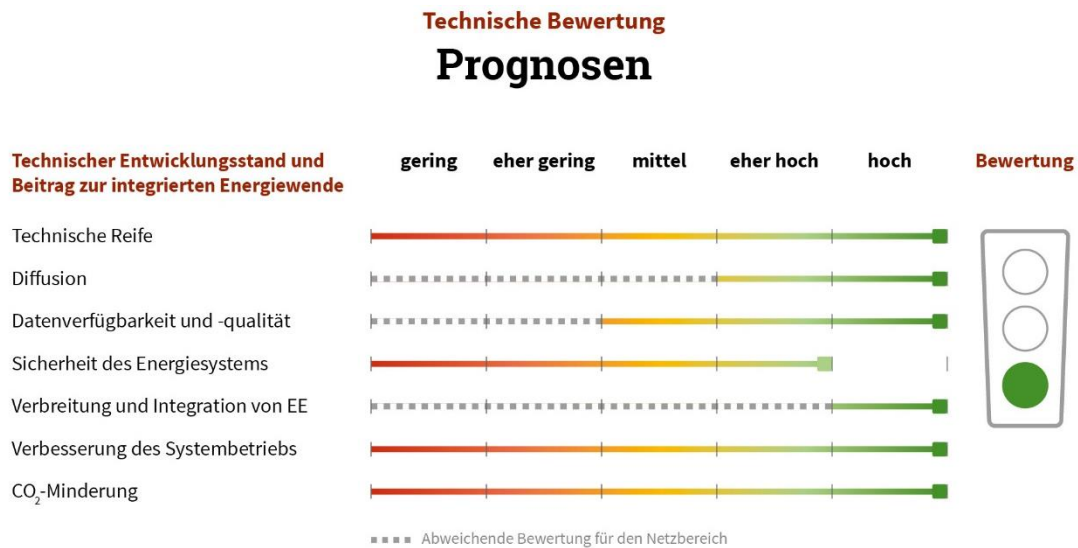 Technische Bewertung
Prognosen
Technischer Entwicklungsstand und
Beitrag zur integrierten Energiewende
gering eher gering mittel eher hoch hoch Bewertung
Technische Reife
Diffusion
Datenverfügbarkeit und -qualität
Sicherheit des Energiesystems
Verbreitung und Integration von EE
Verbesserung des Systembetriebs
CO₂-Minderung
Abweichende Bewertung für den Netzbereich